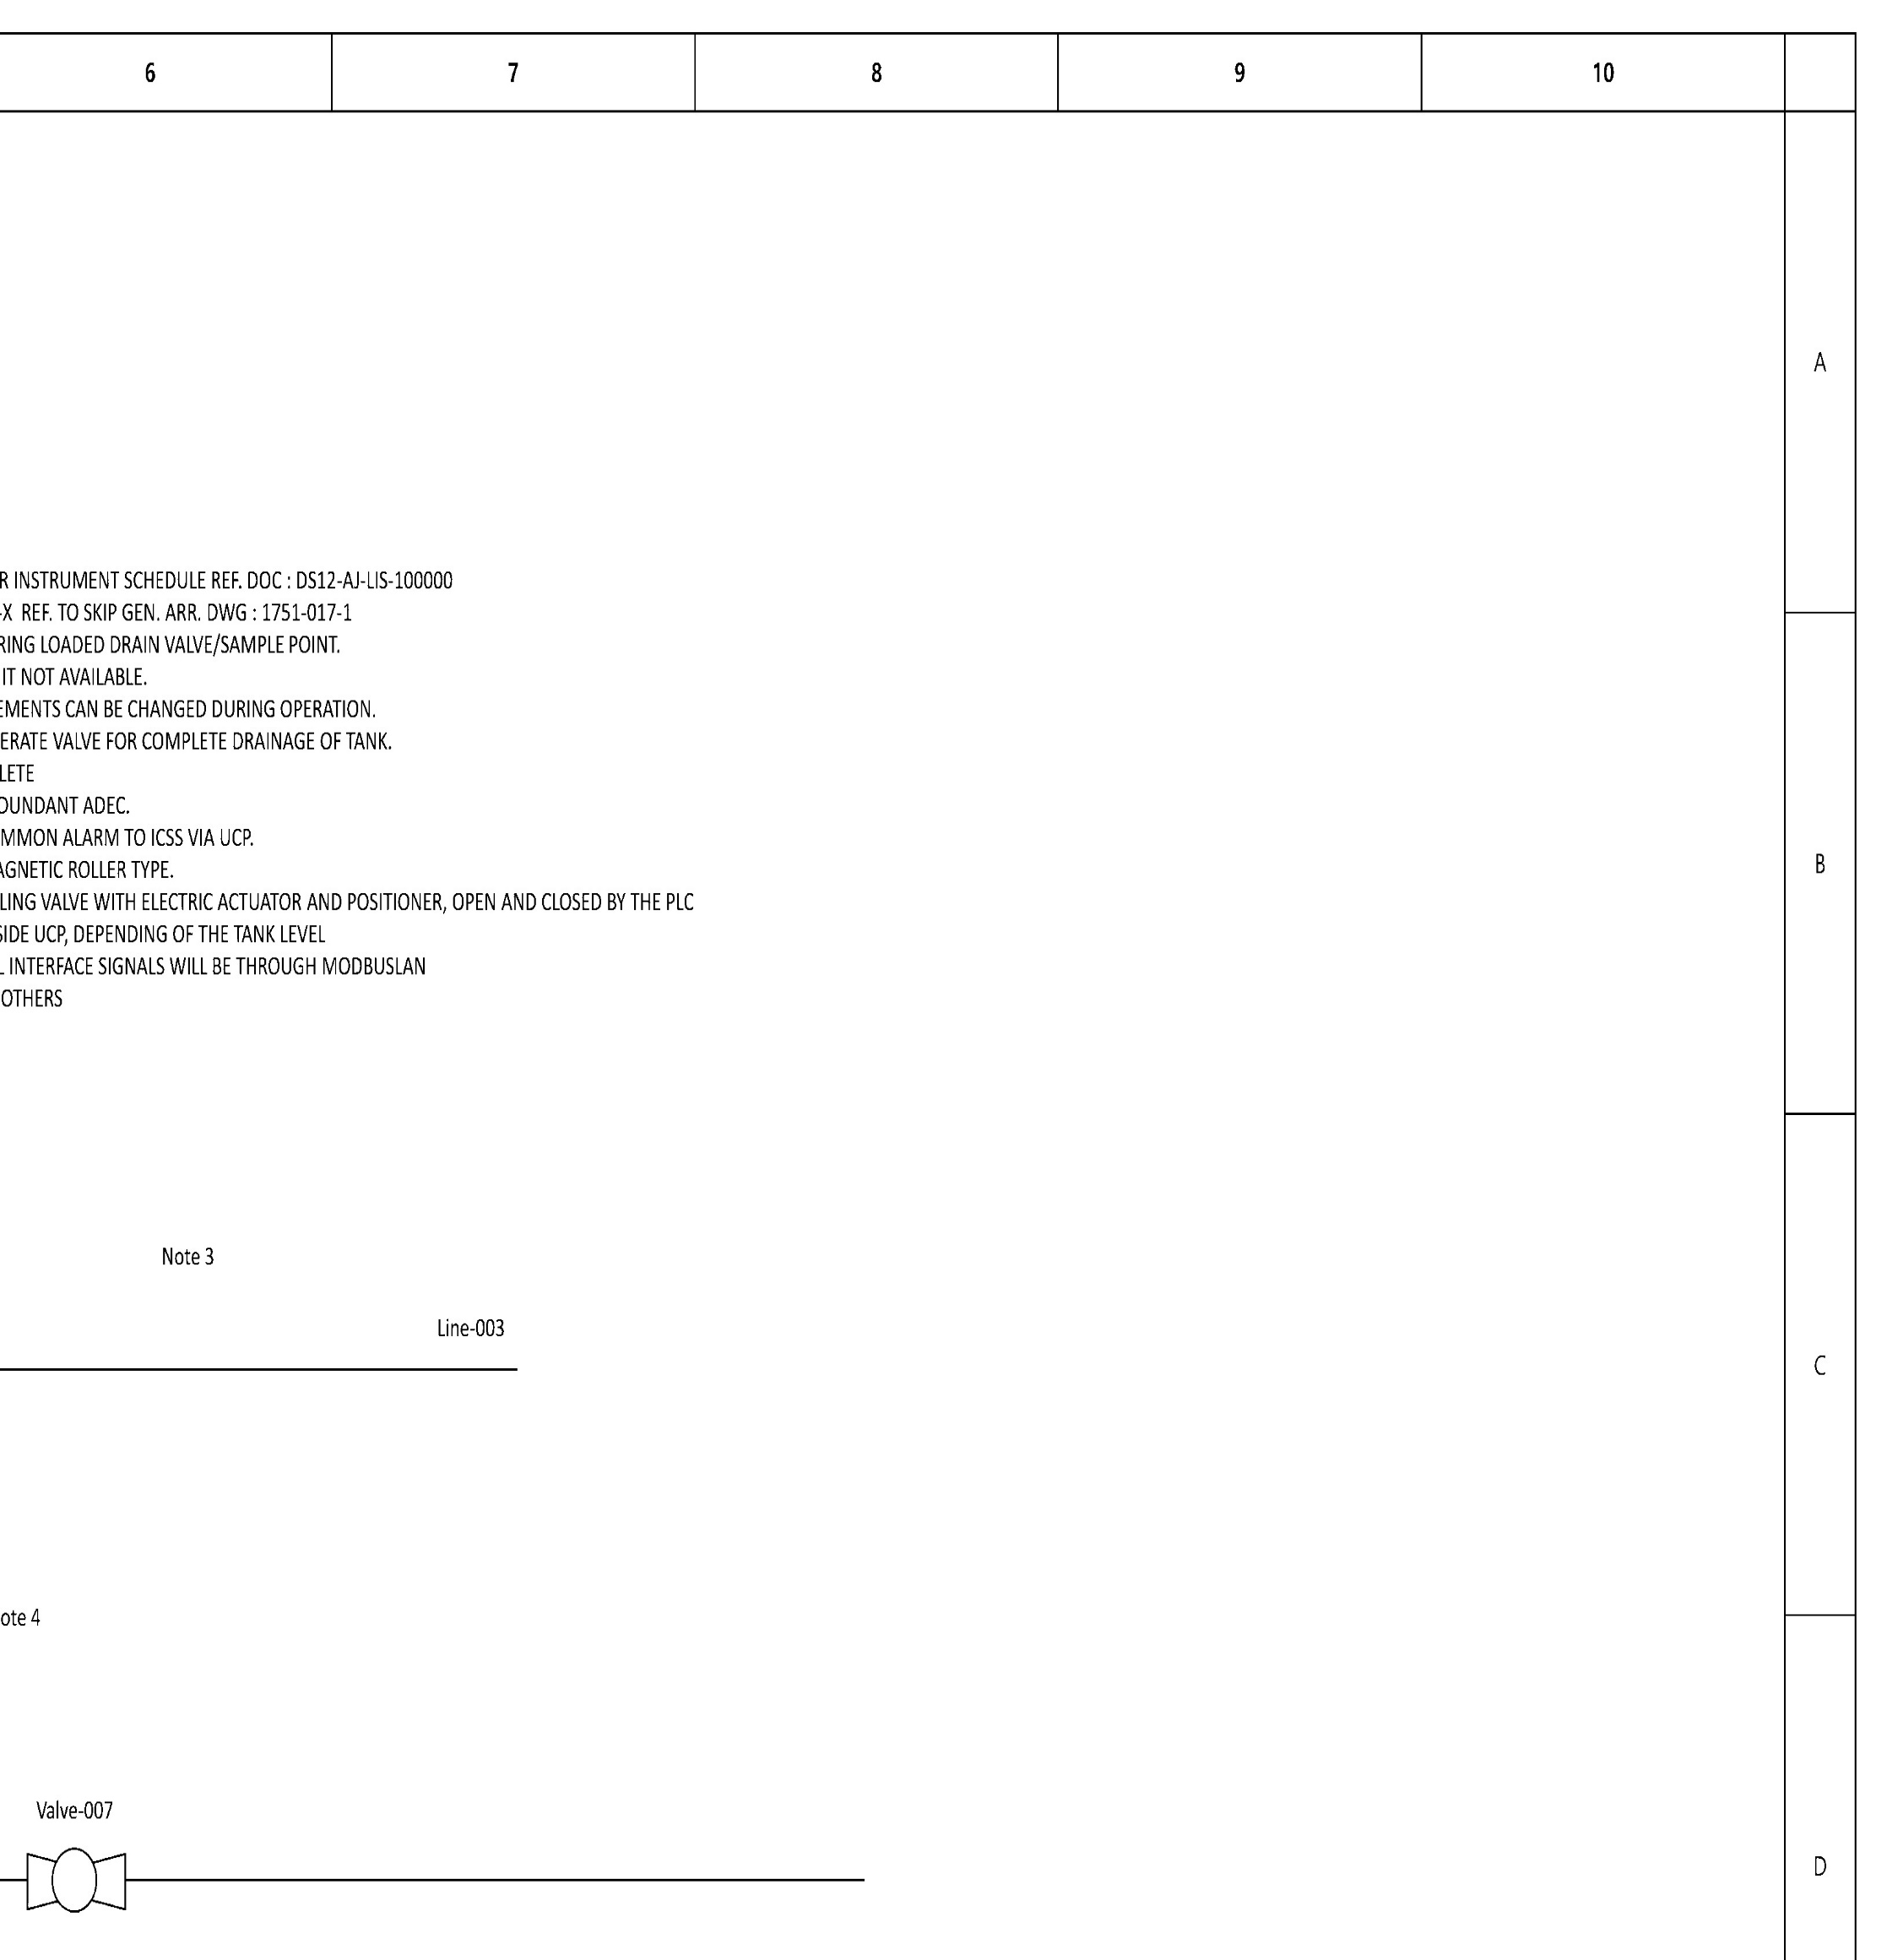 6 7 8 9 10
A
R INSTRUMENT SCHEDULE REF. DOC : DS12-AJ-LIS-100000
-X REF. TO SKIP GEN. ARR. DWG : 1751-017-1
RING LOADED DRAIN VALVE/SAMPLE POINT.
IT NOT AVAILABLE.
EMENTS CAN BE CHANGED DURING OPERATION.
ERATE VALVE FOR COMPLETE DRAINAGE OF TANK.
LETE
DUNDANT ADEC.
MMON ALARM TO ICSS VIA UCP.
B
AGNETIC ROLLER TYPE.
LING VALVE WITH ELECTRIC ACTUATOR AND POSITIONER, OPEN AND CLOSED BY THE PLC
SIDE UCP, DEPENDING OF THE TANK LEVEL
L INTERFACE SIGNALS WILL BE THROUGH MODBUSLAN
OTHERS
Note 3
Line-003
C
ote 4
Valve-007
D